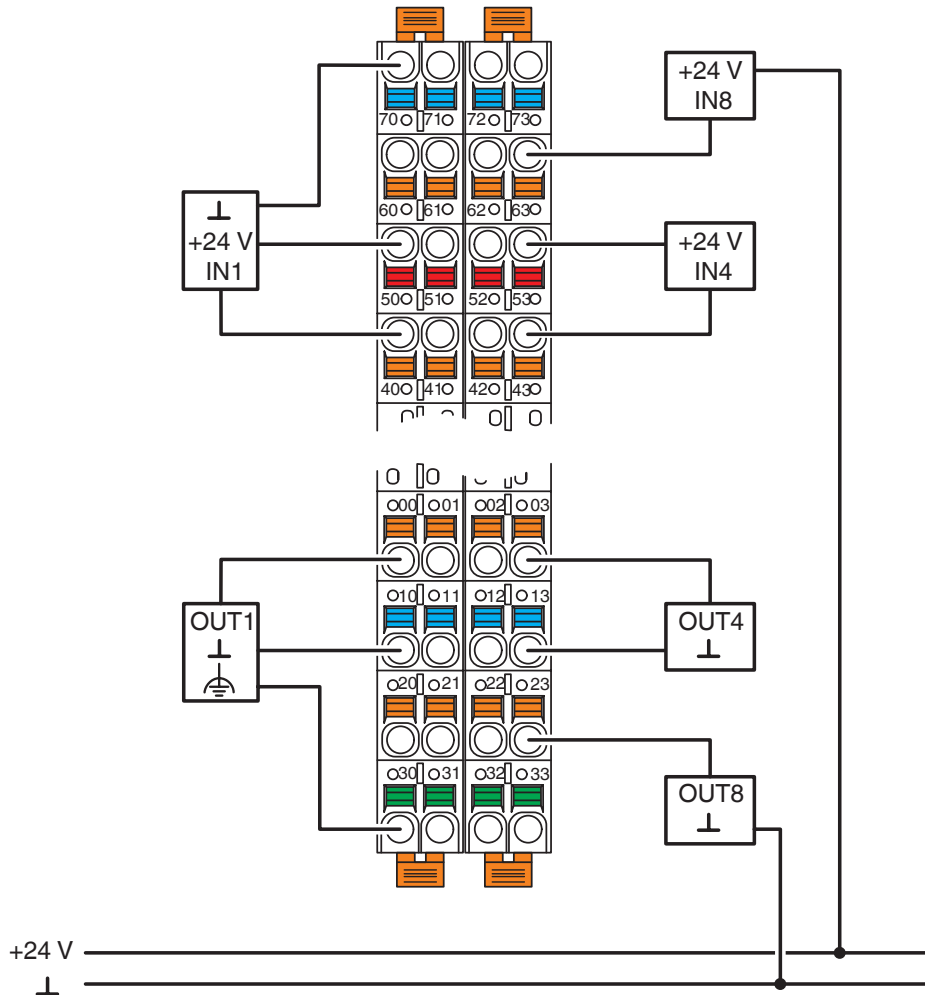 70 71 72 73
+24 V
IN8
60 61 62 63
+24 V
IN1
+24 V
IN4
50 51 52 53
40 41 42 43
00 01 02 03
10 11 12 13
OUT1
OUT4
20 21 22 23
30 31 32 33
OUT8
+24 V